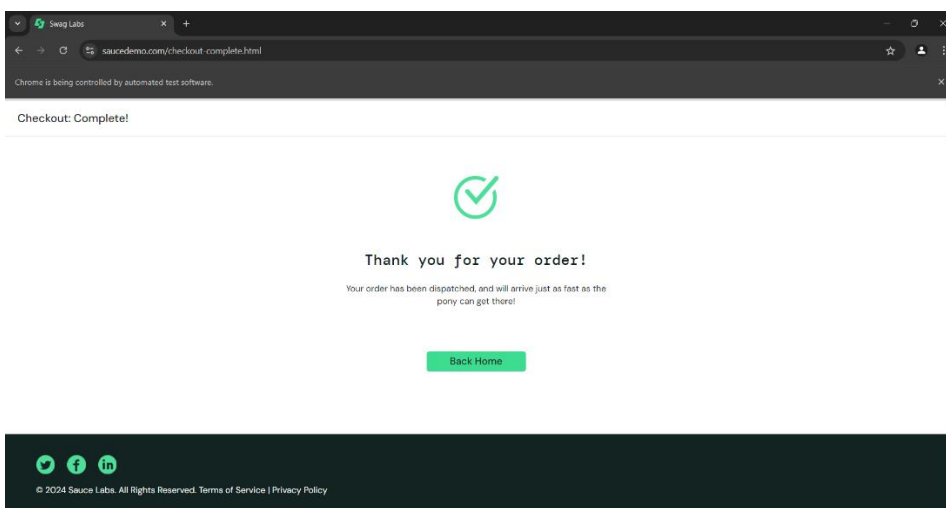 Swag Labs
saucedemo.com/checkout-complete.html
Chrome is being controlled by automated test software.
Checkout: Complete!
Thank you for your order!
Your order has been dispatched, and will arrive just as fast as the
pony can get there!
Back Home
© 2024 Sauce Labs. All Rights Reserved. Terms of Service | Privacy Policy